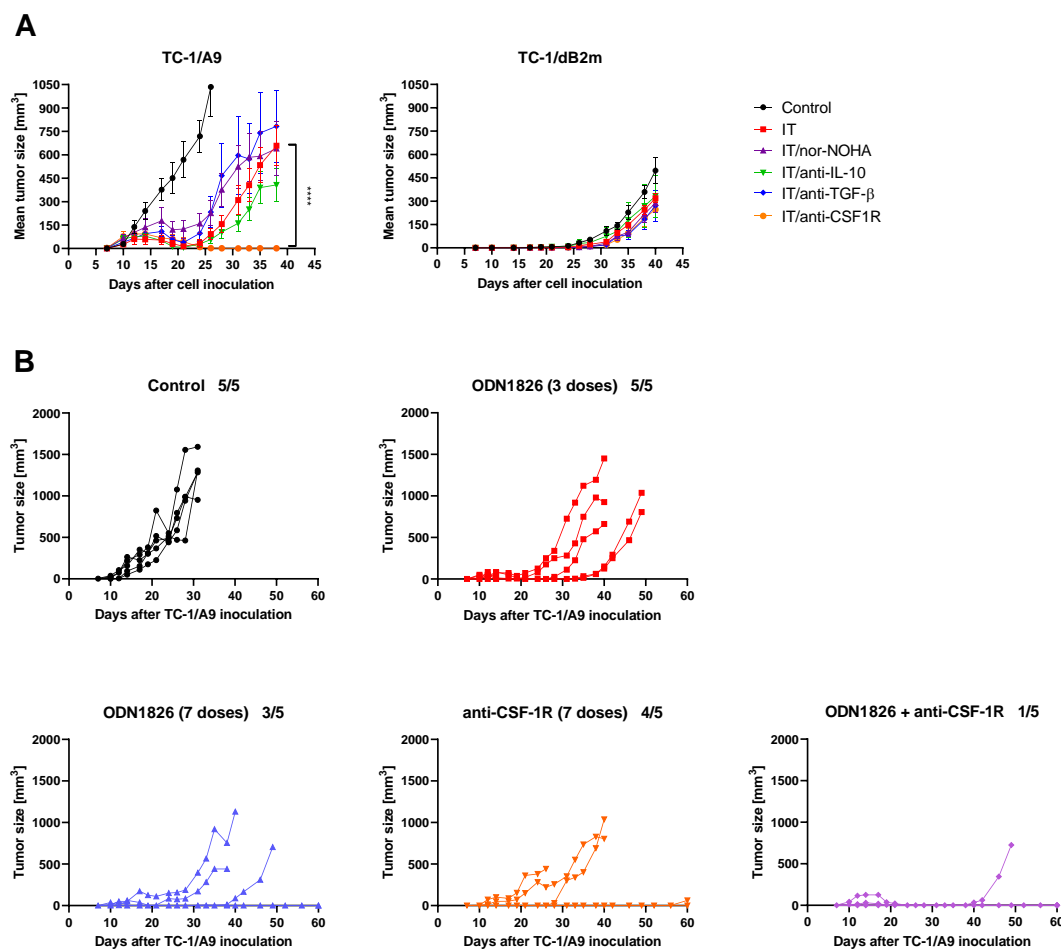 A
TC-1/A9
TC-1/dB2m
Mean tumor size [mm³]
1050
900
750
600
450
300
150
0
0 5 10 15 20 25 30 35 40 45
Days after cell inoculation
****
Mean tumor size [mm³]
1050
900
750
600
450
300
150
0
0 5 10 15 20 25 30 35 40 45
Days after cell inoculation
Control
IT
IT/nor-NOHA
IT/anti-IL-10
IT/anti-TGF-β
IT/anti-CSF1R
B
Control 5/5
Tumor size [mm³]
2000
1500
1000
500
0
0 10 20 30 40 50 60
Days after TC-1/A9 inoculation
ODN1826 (3 doses) 5/5
Tumor size [mm³]
2000
1500
1000
500
0
0 10 20 30 40 50 60
Days after TC-1/A9 inoculation
ODN1826 (7 doses) 3/5
Tumor size [mm³]
2000
1500
1000
500
0
0 10 20 30 40 50 60
Days after TC-1/A9 inoculation
anti-CSF-1R (7 doses) 4/5
Tumor size [mm³]
2000
1500
1000
500
0
0 10 20 30 40 50 60
Days after TC-1/A9 inoculation
ODN1826 + anti-CSF-1R 1/5
Tumor size [mm³]
2000
1500
1000
500
0
0 10 20 30 40 50 60
Days after TC-1/A9 inoculation